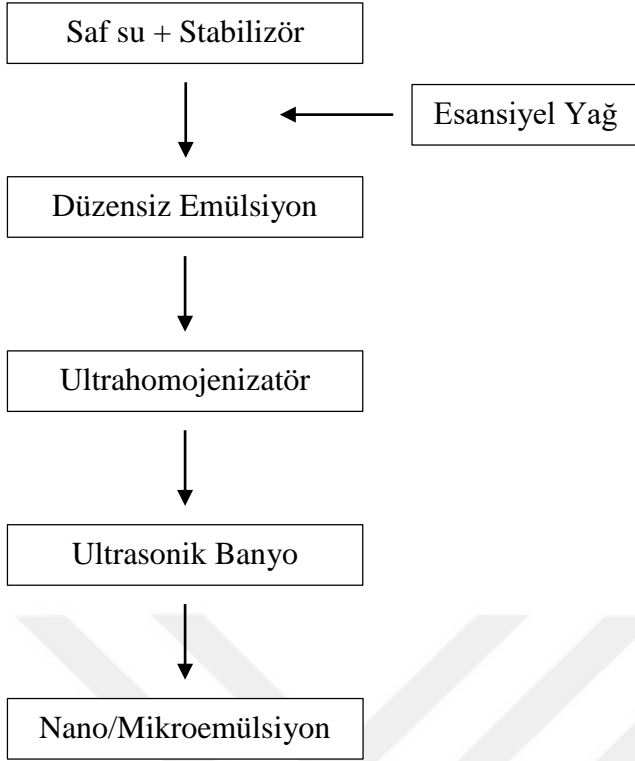 Saf su + Stabilizör
Esansiyel Yağ
Düzensiz Emülsiyon
Ultrahomojenizatör
Ultrasonik Banyo
Nano/Mikroemülsiyon